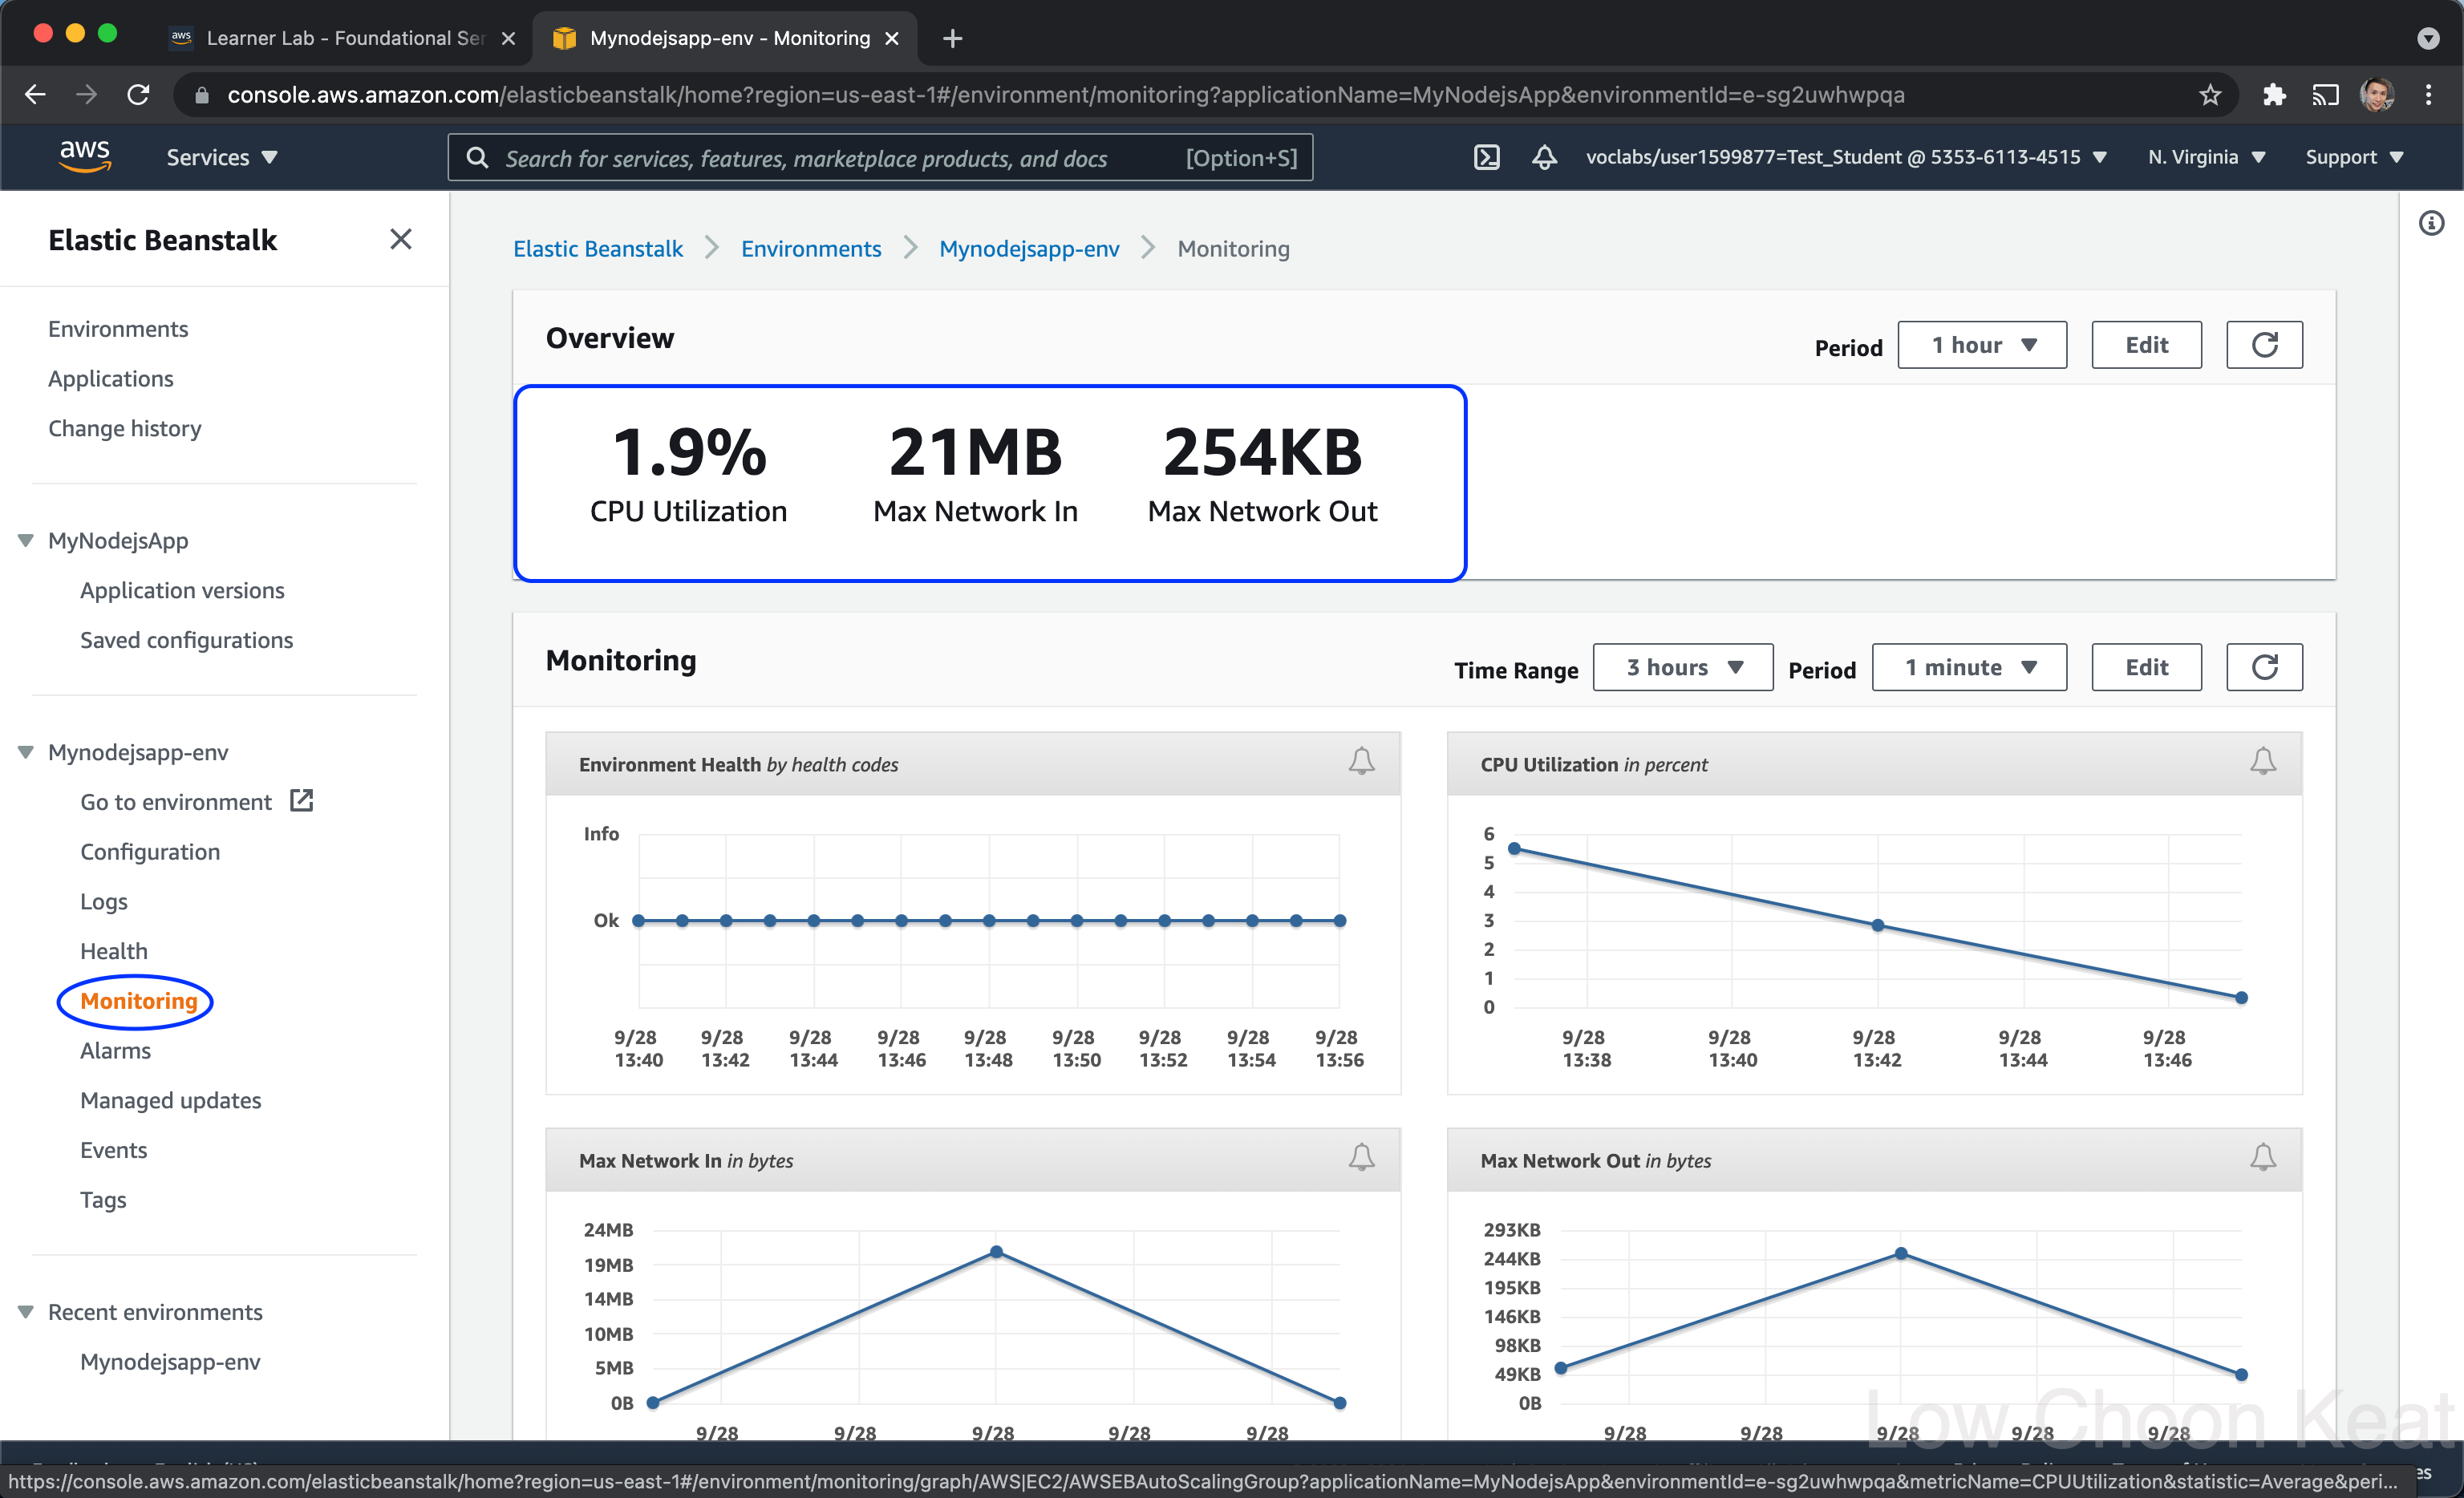 aws Learner Lab - Foundational Ser
Mynodejsapp-env - Monitoring
console.aws.amazon.com/elasticbeanstalk/home?region=us-east-1#/environment/monitoring?applicationName=MyNodejsApp&environmentId=e-sg2uwhwpqa
aws Services Search for services, features, marketplace products, and docs [Option+S] voclabs/user1599877=Test_Student @ 5353-6113-4515 N. Virginia Support
Elastic Beanstalk
Environments
Applications
Change history
MyNodejsApp
Application versions
Saved configurations
Mynodejsapp-env
Go to environment
Configuration
Logs
Health
Monitoring
Alarms
Managed updates
Events
Tags
Recent environments
Mynodejsapp-env
Elastic Beanstalk Environments Mynodejsapp-env Monitoring
Overview
Period 1 hour Edit
1.9% 21MB 254KB
CPU Utilization Max Network In Max Network Out
Monitoring
Time Range 3 hours Period 1 minute Edit
Environment Health by health codes
Info
Ok
9/28 9/28 9/28 9/28 9/28 9/28 9/28 9/28 9/28
13:40 13:42 13:44 13:46 13:48 13:50 13:52 13:54 13:56
CPU Utilization in percent
6
5
4
3
2
1
0
9/28 9/28 9/28 9/28 9/28
13:38 13:40 13:42 13:44 13:46
Max Network In in bytes
24MB
19MB
14MB
10MB
5MB
0B
9/28 9/28 9/28 9/28 9/28
Max Network Out in bytes
293KB
244KB
195KB
146KB
98KB
49KB
0B
9/28 9/28 9/28 9/28 9/28
Low Choon Keat
https://console.aws.amazon.com/elasticbeanstalk/home?region=us-east-1#/environment/monitoring/graph/AWS|EC2/AWSEBAutoScalingGroup?applicationName=MyNodejsApp&environmentId=e-sg2uwhwpqa&metricName=CPUUtilization&statistic=Average&peri...